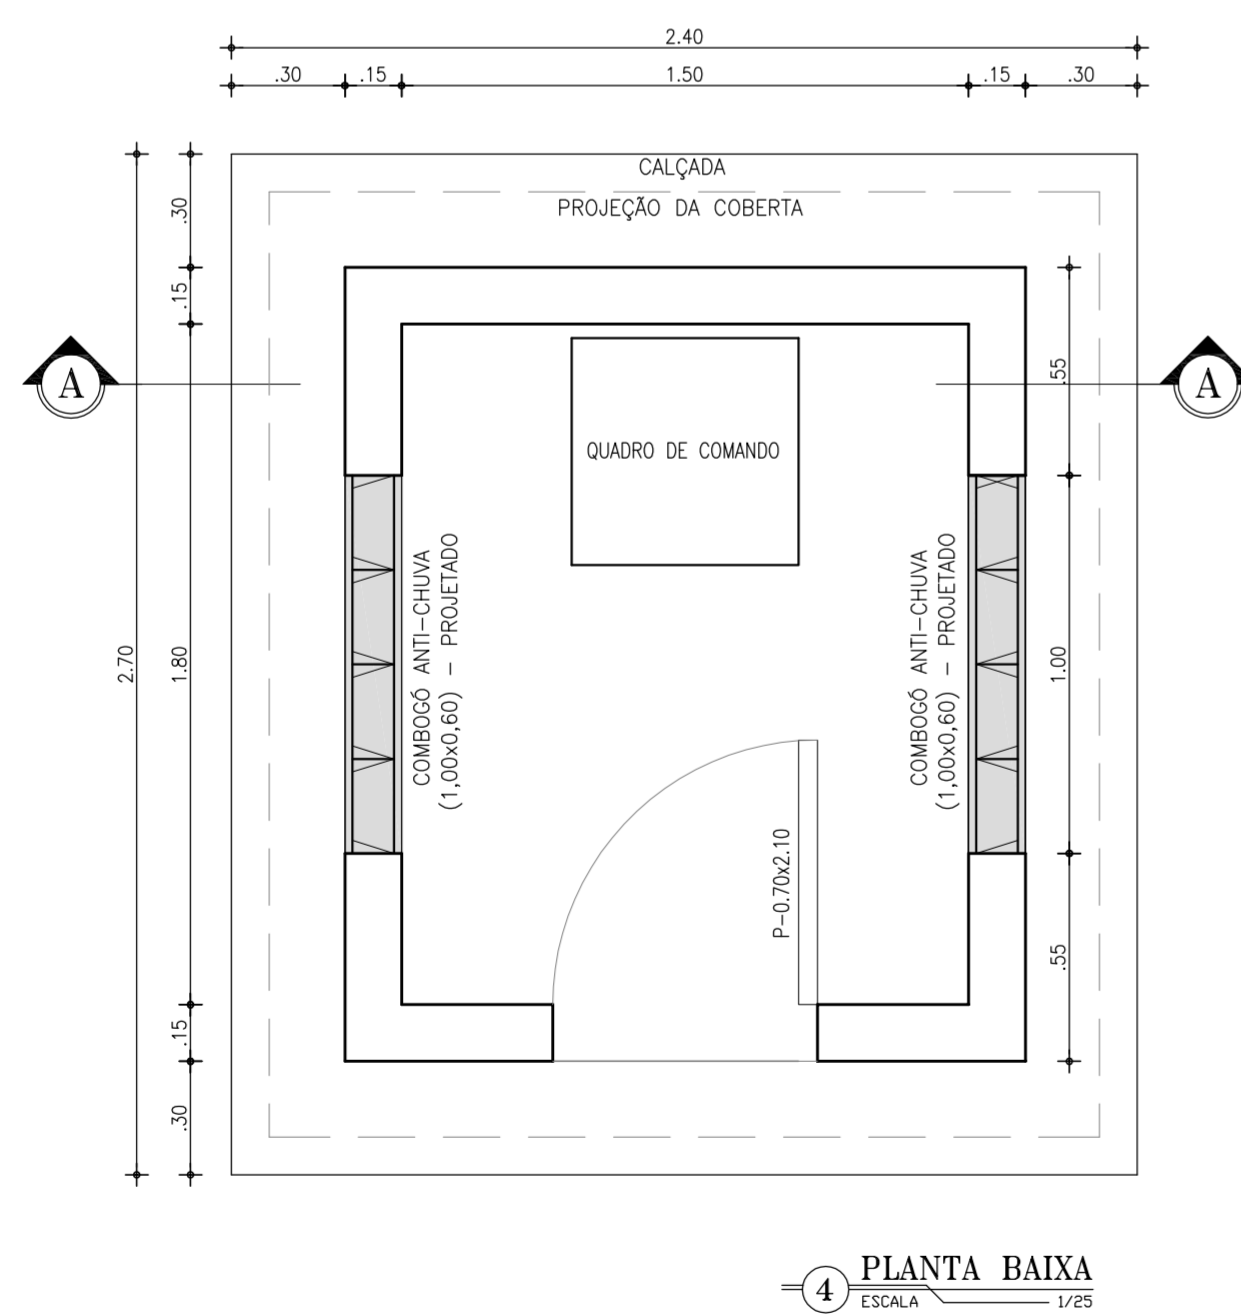 2.40
.30 .15 1.50 .15 .30
CALÇADA
PROJEÇÃO DA COBERTA
.30
.15
A
A
.55
QUADRO DE COMANDO
COMBOGÓ ANTI-CHUVA
(1,00x0,60) - PROJETADO
COMBOGÓ ANTI-CHUVA
(1,00x0,60) - PROJETADO
2.70
1.80
1.00
P-0.70x2.10
.55
.15
.30
4 PLANTA BAIXA
ESCALA 1/25